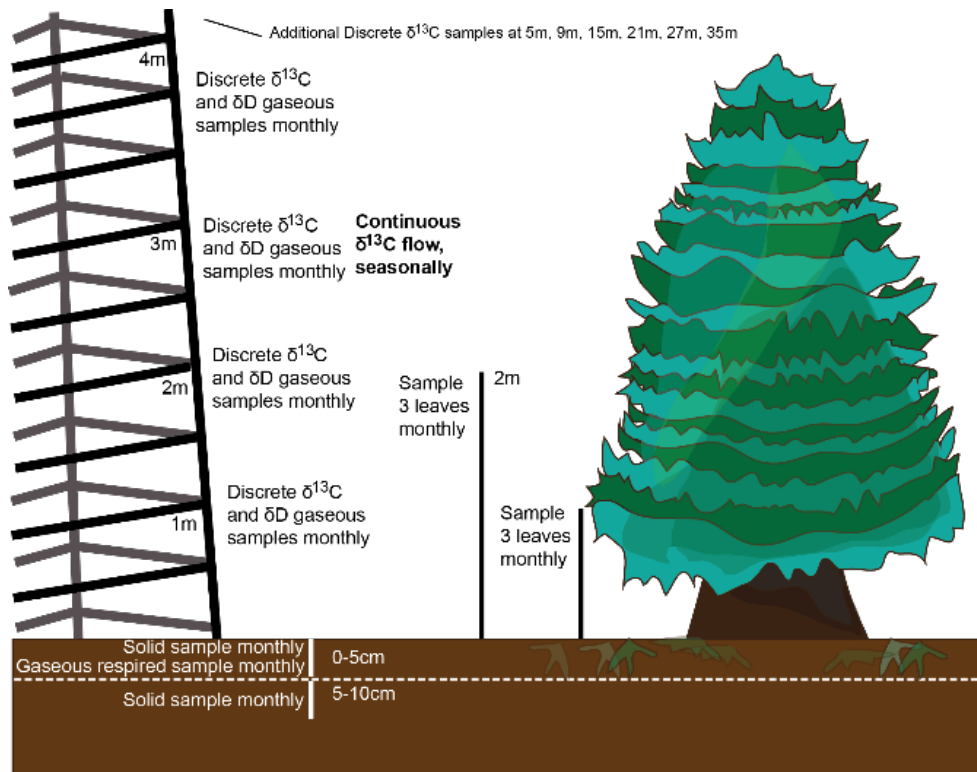 Additional Discrete δ¹³C samples at 5m, 9m, 15m, 21m, 27m, 35m
4m
Discrete δ¹³C
and δD gaseous
samples monthly
3m
Discrete δ¹³C
and δD gaseous
samples monthly
Continuous
δ¹³C flow,
seasonally
2m
Discrete δ¹³C
and δD gaseous
samples monthly
Sample
3 leaves
monthly
2m
1m
Discrete δ¹³C
and δD gaseous
samples monthly
Sample
3 leaves
monthly
Solid sample monthly
Gaseous respired sample monthly
0-5cm
Solid sample monthly
5-10cm